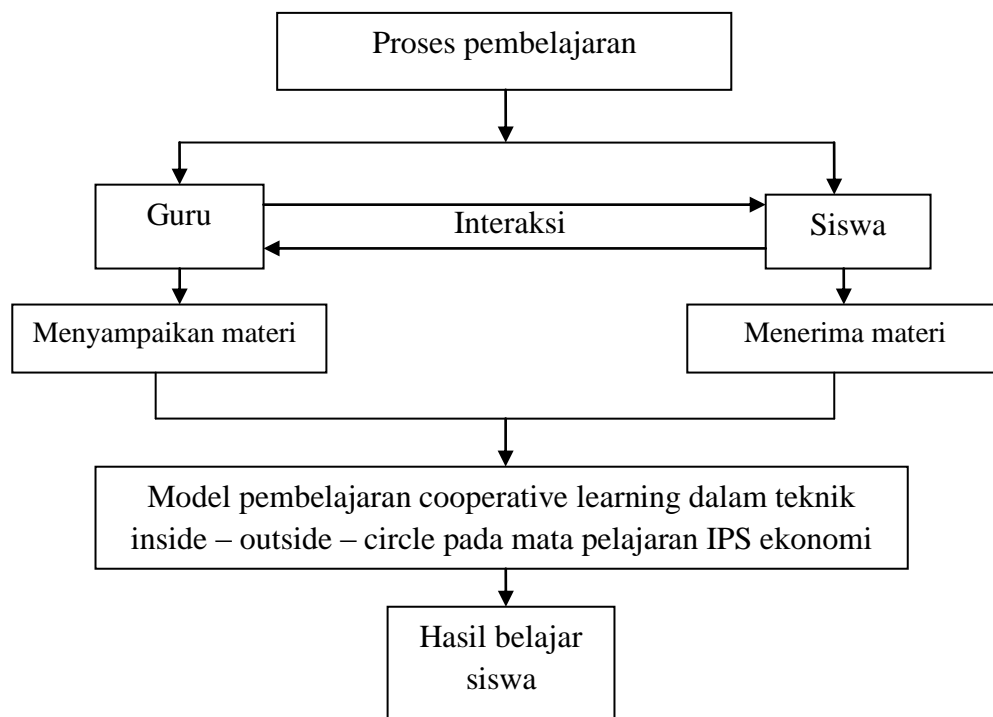 Proses pembelajaran
Guru
Interaksi
Siswa
Menyampaikan materi
Menerima materi
Model pembelajaran cooperative learning dalam teknik
inside – outside – circle pada mata pelajaran IPS ekonomi
Hasil belajar
siswa